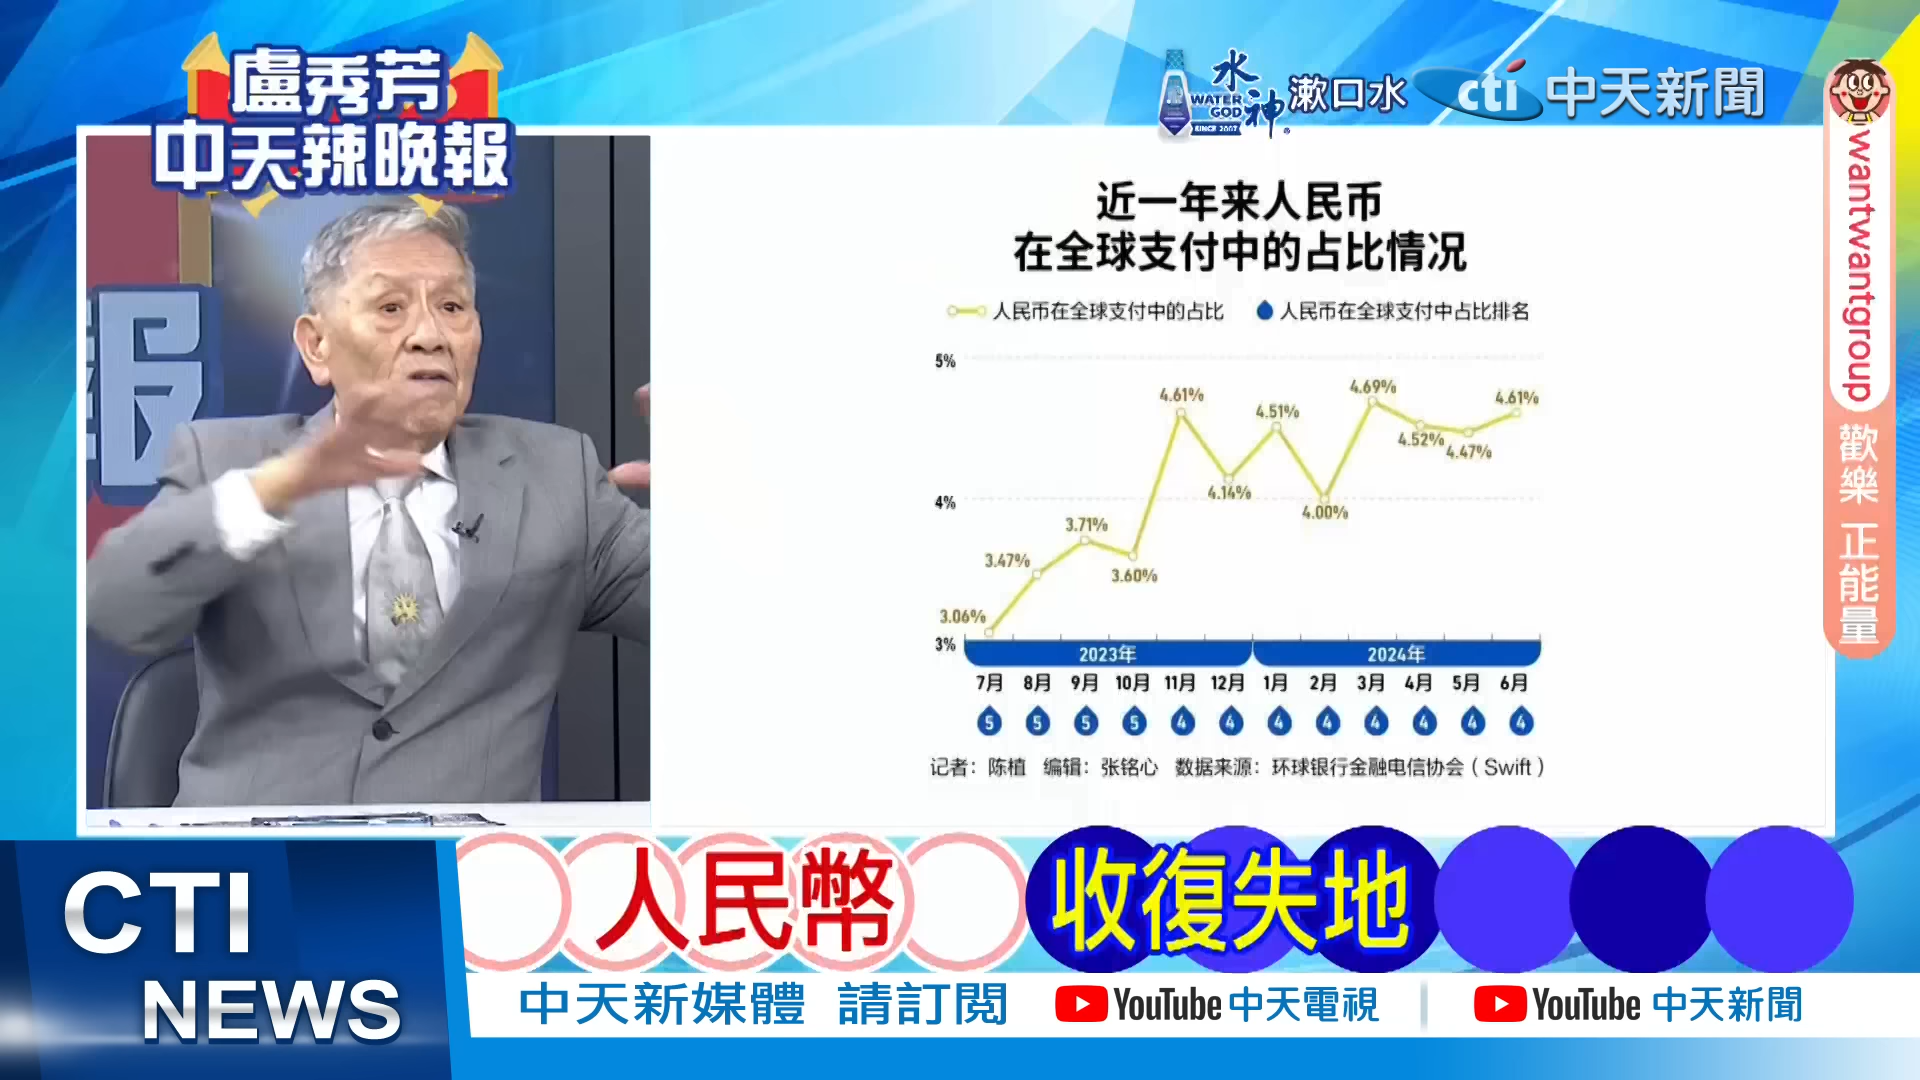 盧秀芳
中天辣晚報
水神
WATER GOD
SINCE 2007
漱口水
cti 中天新聞
wantwantgroup
歡樂 正能量
報
近一年来人民币
在全球支付中的占比情况
人民币在全球支付中的占比 人民币在全球支付中占比排名
5%
4%
3%
3.06% 3.47% 3.71% 3.60% 4.61% 4.14% 4.51% 4.00% 4.69% 4.52% 4.47% 4.61%
2023年 2024年
7月 8月 9月 10月 11月 12月 1月 2月 3月 4月 5月 6月
5 5 5 5 4 4 4 4 4 4 4 4
记者：陈植 编辑：张铭心 数据来源：环球银行金融电信协会（Swift）
人民幣 收復失地
CTI
NEWS
中天新媒體 請訂閱 YouTube 中天電視 YouTube 中天新聞